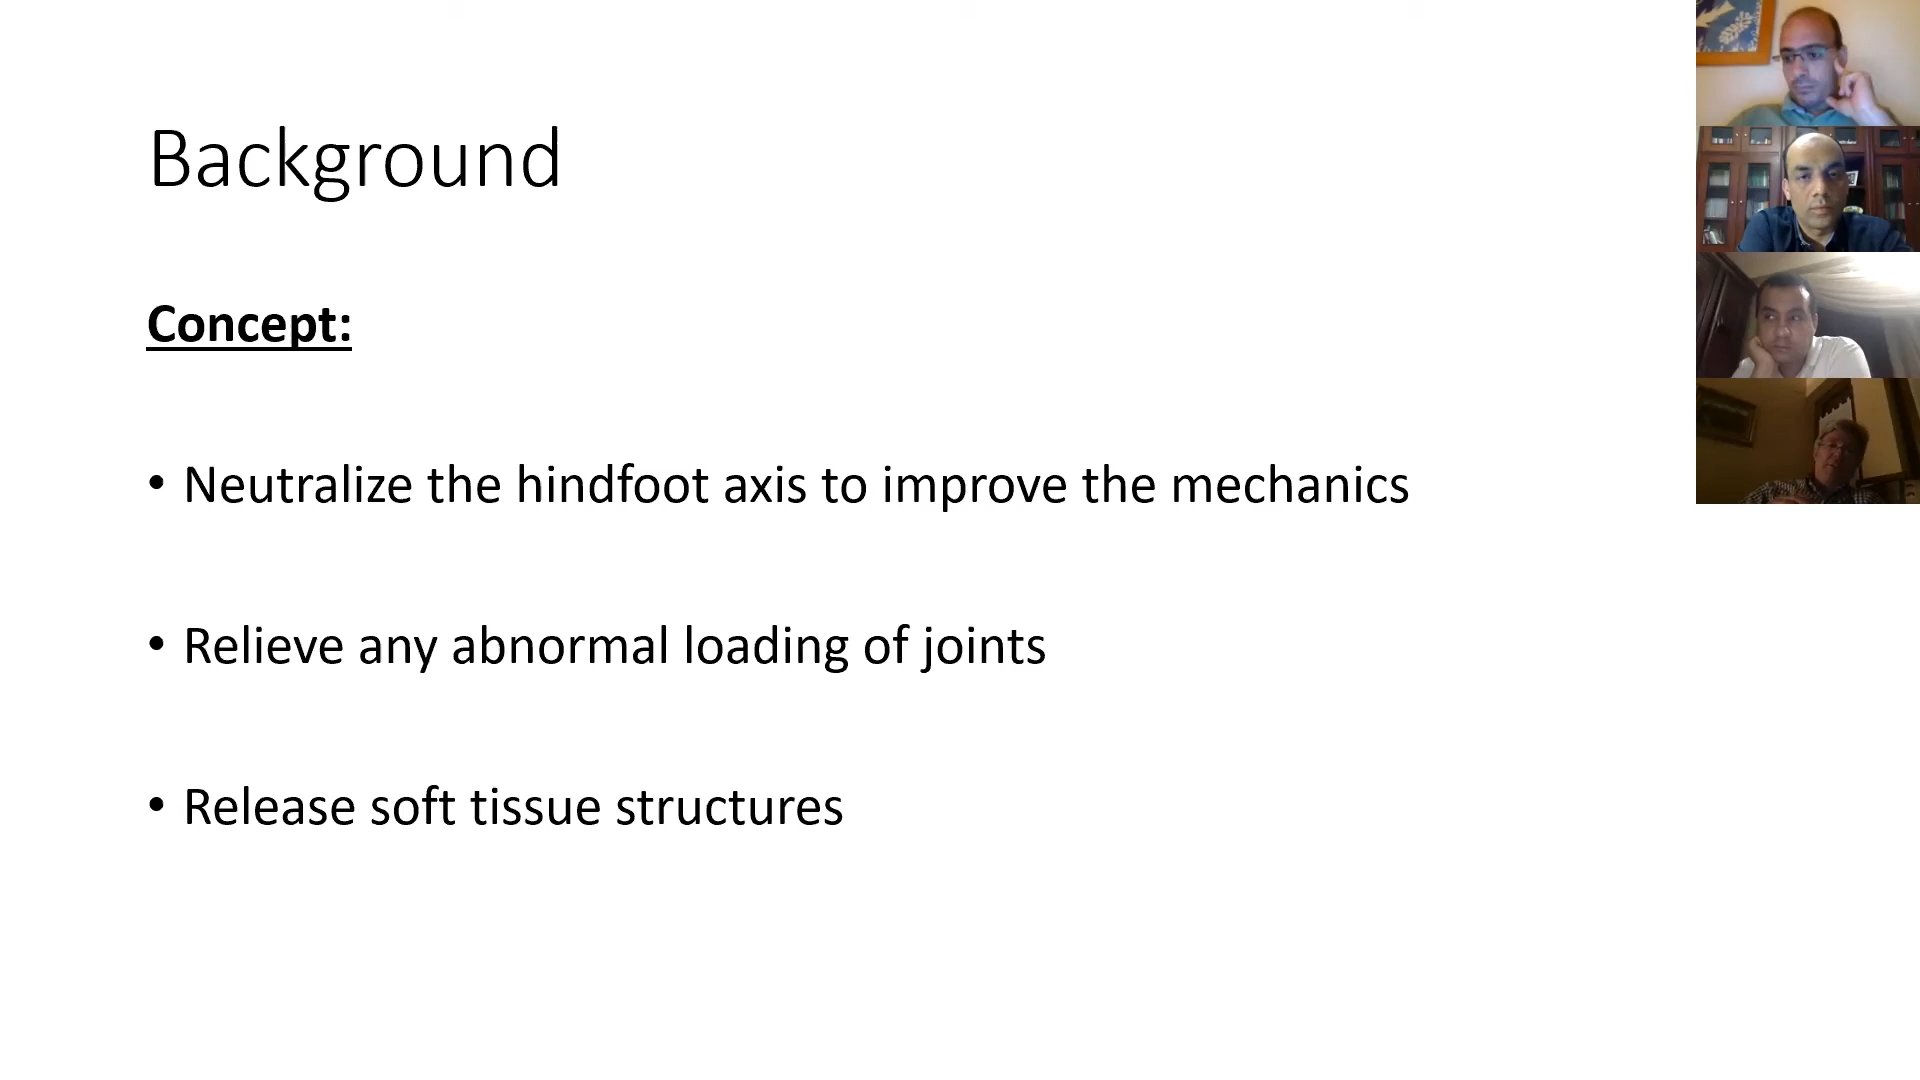 Background
Concept:
• Neutralize the hindfoot axis to improve the mechanics
• Relieve any abnormal loading of joints
• Release soft tissue structures